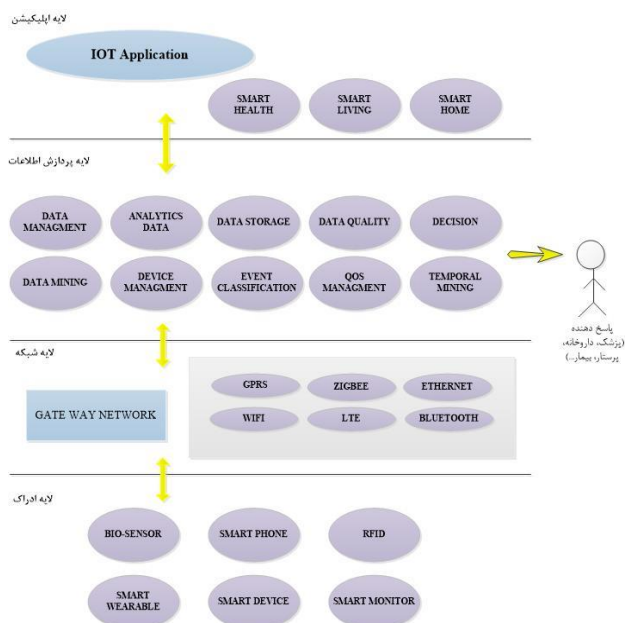 لایه اپلیکیشن
IOT Application
SMART
HEALTH
SMART
LIVING
SMART
HOME
لایه پردازش اطلاعات
DATA
MANAGMENT
ANALYTICS
DATA
DATA STORAGE
DATA QUALITY
DECISION
DATA MINING
DEVICE
MANAGMENT
EVENT
CLASSIFICATION
QOS
MANAGMENT
TEMPORAL
MINING
پاسخ دهنده
(پزشک، داروخانه،
پرستار، بیمار...)
لایه شبکه
GATE WAY NETWORK
GPRS
ZIGBEE
ETHERNET
WIFI
LTE
BLUETOOTH
لایه ادراک
BIO-SENSOR
SMART PHONE
RFID
SMART
WEARABLE
SMART DEVICE
SMART MONITOR